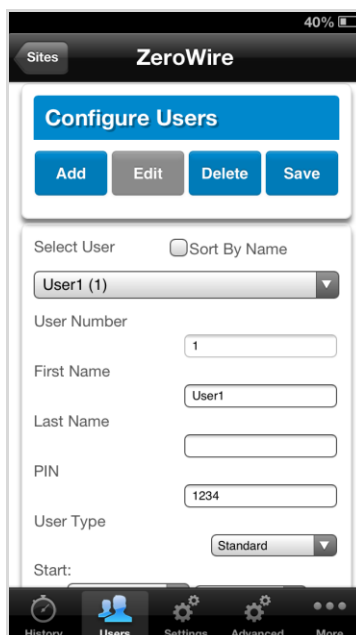 40%
Sites ZeroWire
Configure Users
Add Edit Delete Save
Select User Sort By Name
User1 (1)
User Number
1
First Name
User1
Last Name
PIN
1234
User Type
Standard
Start:
History Users Settings Advanced More